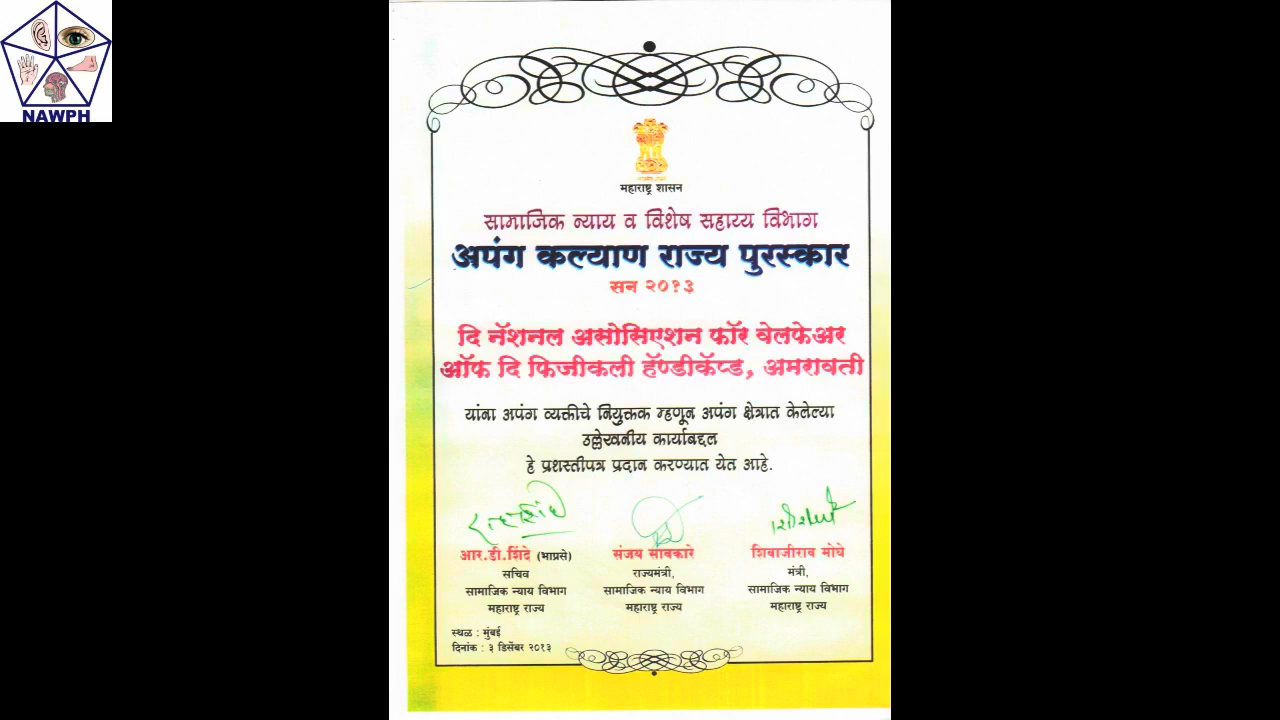 NAWPH
महाराष्ट्र शासन
सामाजिक न्याय व विशेष सहाय्य विभाग
अपंग कल्याण राज्य पुरस्कार
सन २०१३
दि नॅशनल असोसिएशन फॉर वेलफेअर
ऑफ दि फिजीकली हॅण्डीकॅप्ड, अमरावती
यांना अपंग व्यक्तीचे नियुक्तक म्हणून अपंग क्षेत्रात केलेल्या
उल्लेखनीय कार्याबद्दल
हे प्रशस्तीपत्र प्रदान करण्यात येत आहे.
आर.डी.शिंदे (भाप्रसे) संजय सावकारे शिवाजीराव मोघे
सचिव राज्यमंत्री, मंत्री,
सामाजिक न्याय विभाग सामाजिक न्याय विभाग सामाजिक न्याय विभाग
महाराष्ट्र राज्य महाराष्ट्र राज्य महाराष्ट्र राज्य
स्थळ : मुंबई
दिनांक : ३ डिसेंबर २०१३